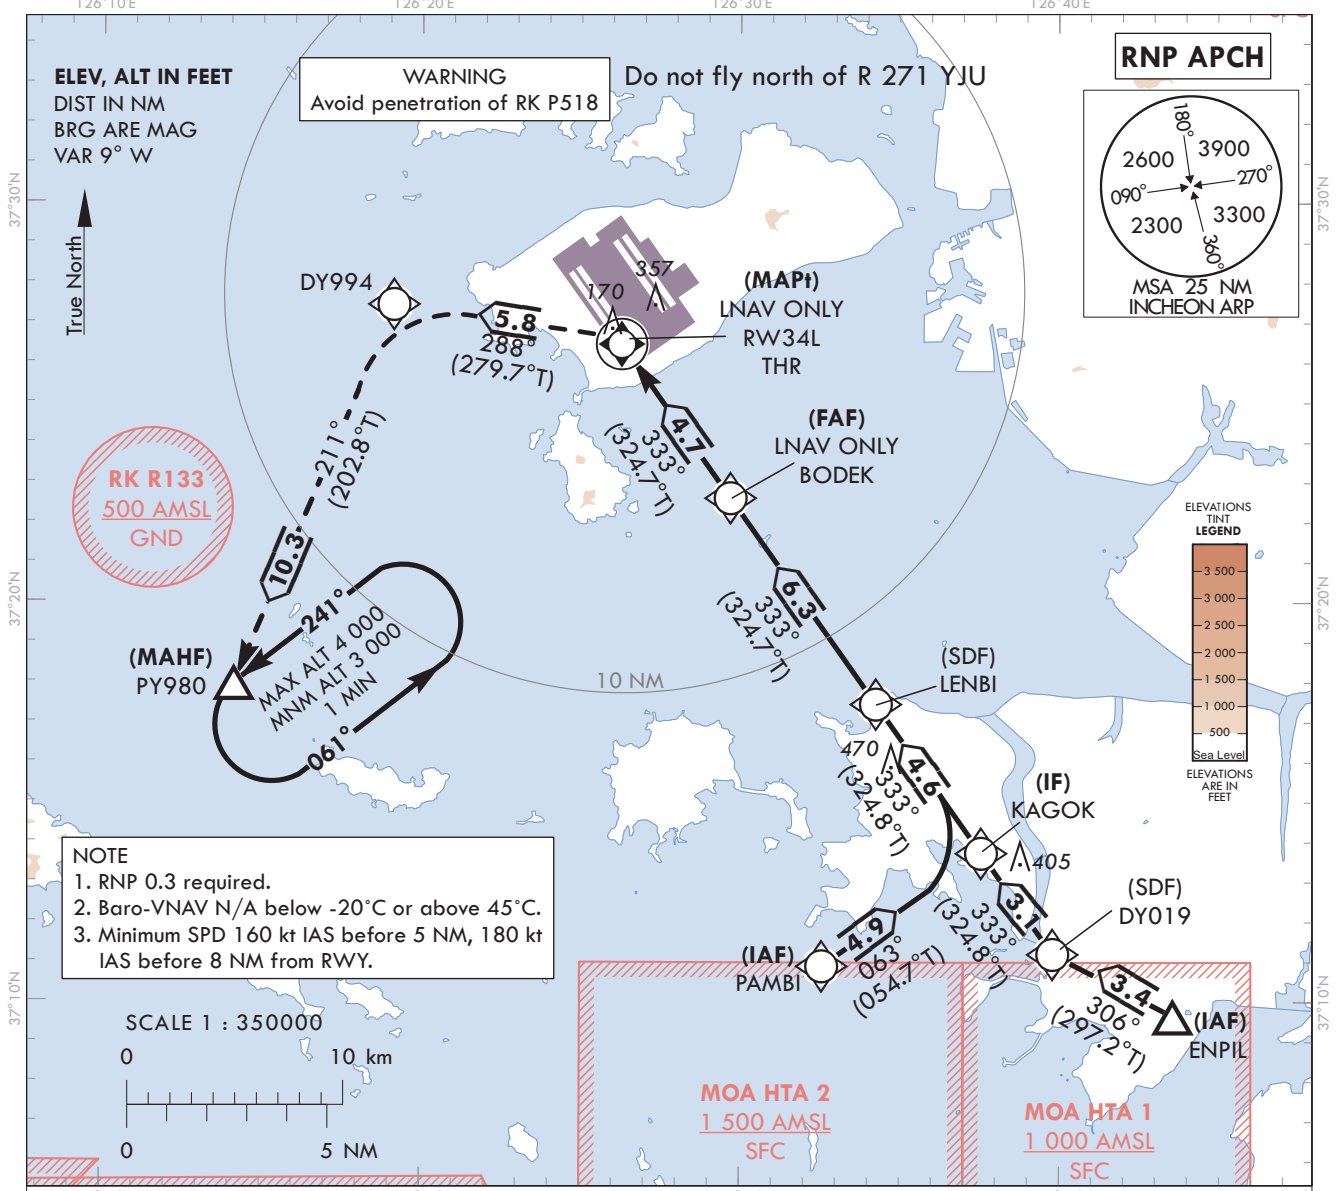 126°10'E
126°20'E
126°30'E
126°40'E
ELEV, ALT IN FEET
DIST IN NM
BRG ARE MAG
VAR 9° W
WARNING
Avoid penetration of RK P518
Do not fly north of R 271 YJU
RNP APCH
180°
2600
3900
090°
270°
2300
3300
360°
MSA 25 NM
INCHEON ARP
37°30'N
37°30'N
True North
DY994
357
170
(MAPt)
LNAV ONLY
RW34L
THR
5.8
288°
(279.7°T)
211°
(202.8°T)
4.7
333°
(324.7°T)
(FAF)
LNAV ONLY
BODEK
RK R133
500 AMSL
GND
10.3
ELEVATIONS
TINT
LEGEND
3 500
3 000
2 500
2 000
1 500
1 000
500
Sea Level
ELEVATIONS
ARE IN
FEET
37°20'N
37°20'N
6.3
333°
(324.7°T)
241°
MAX ALT 4 000
MNM ALT 3 000
1 MIN
061°
(MAHF)
PY980
10 NM
(SDF)
LENBI
470
4.6
333°
(324.8°T)
(IF)
KAGOK
405
NOTE
1. RNP 0.3 required.
2. Baro-VNAV N/A below -20°C or above 45°C.
3. Minimum SPD 160 kt IAS before 5 NM, 180 kt
IAS before 8 NM from RWY.
3.1
333°
(324.8°T)
(SDF)
DY019
4.9
063°
(054.7°T)
(IAF)
PAMBI
3.4
306°
(297.2°T)
(IAF)
ENPIL
37°10'N
37°10'N
SCALE 1 : 350000
0
10 km
0
5 NM
MOA HTA 2
1 500 AMSL
SFC
MOA HTA 1
1 000 AMSL
SFC